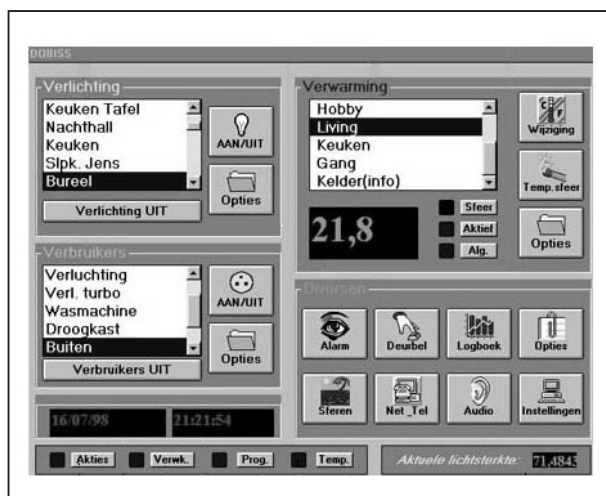 DOBISS
Verlichting
Keuken Tafel
Nachthall
Keuken
Slpk. Jens
Bureel
AAN/UIT
Opties
Verlichting UIT
Verbruikers
Verluchting
Verl. turbo
Wasmachine
Droogkast
Buiten
AAN/UIT
Opties
Verbruikers UIT
16/07/98 21:21:54
Verwarming
Hobby
Living
Keuken
Gang
Kelder(info)
Wijziging
Temp.sfeer
Opties
21,8
Sfeer
Aktief
Alg.
Diversen
Alarm Deurbel Logboek Opties
Sferen Net_Tel Audio Instellingen
Akties Verwk. Prog. Temp. Aktuele lichtsterkte: 71,4843